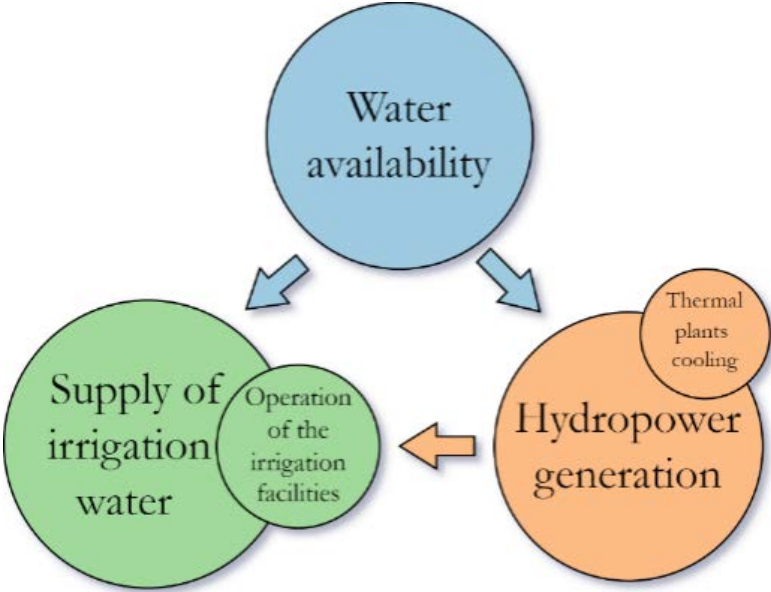 Water
availability
Thermal
plants
cooling
Supply of
irrigation
water
Operation
of the
irrigation
facilities
Hydropower
generation